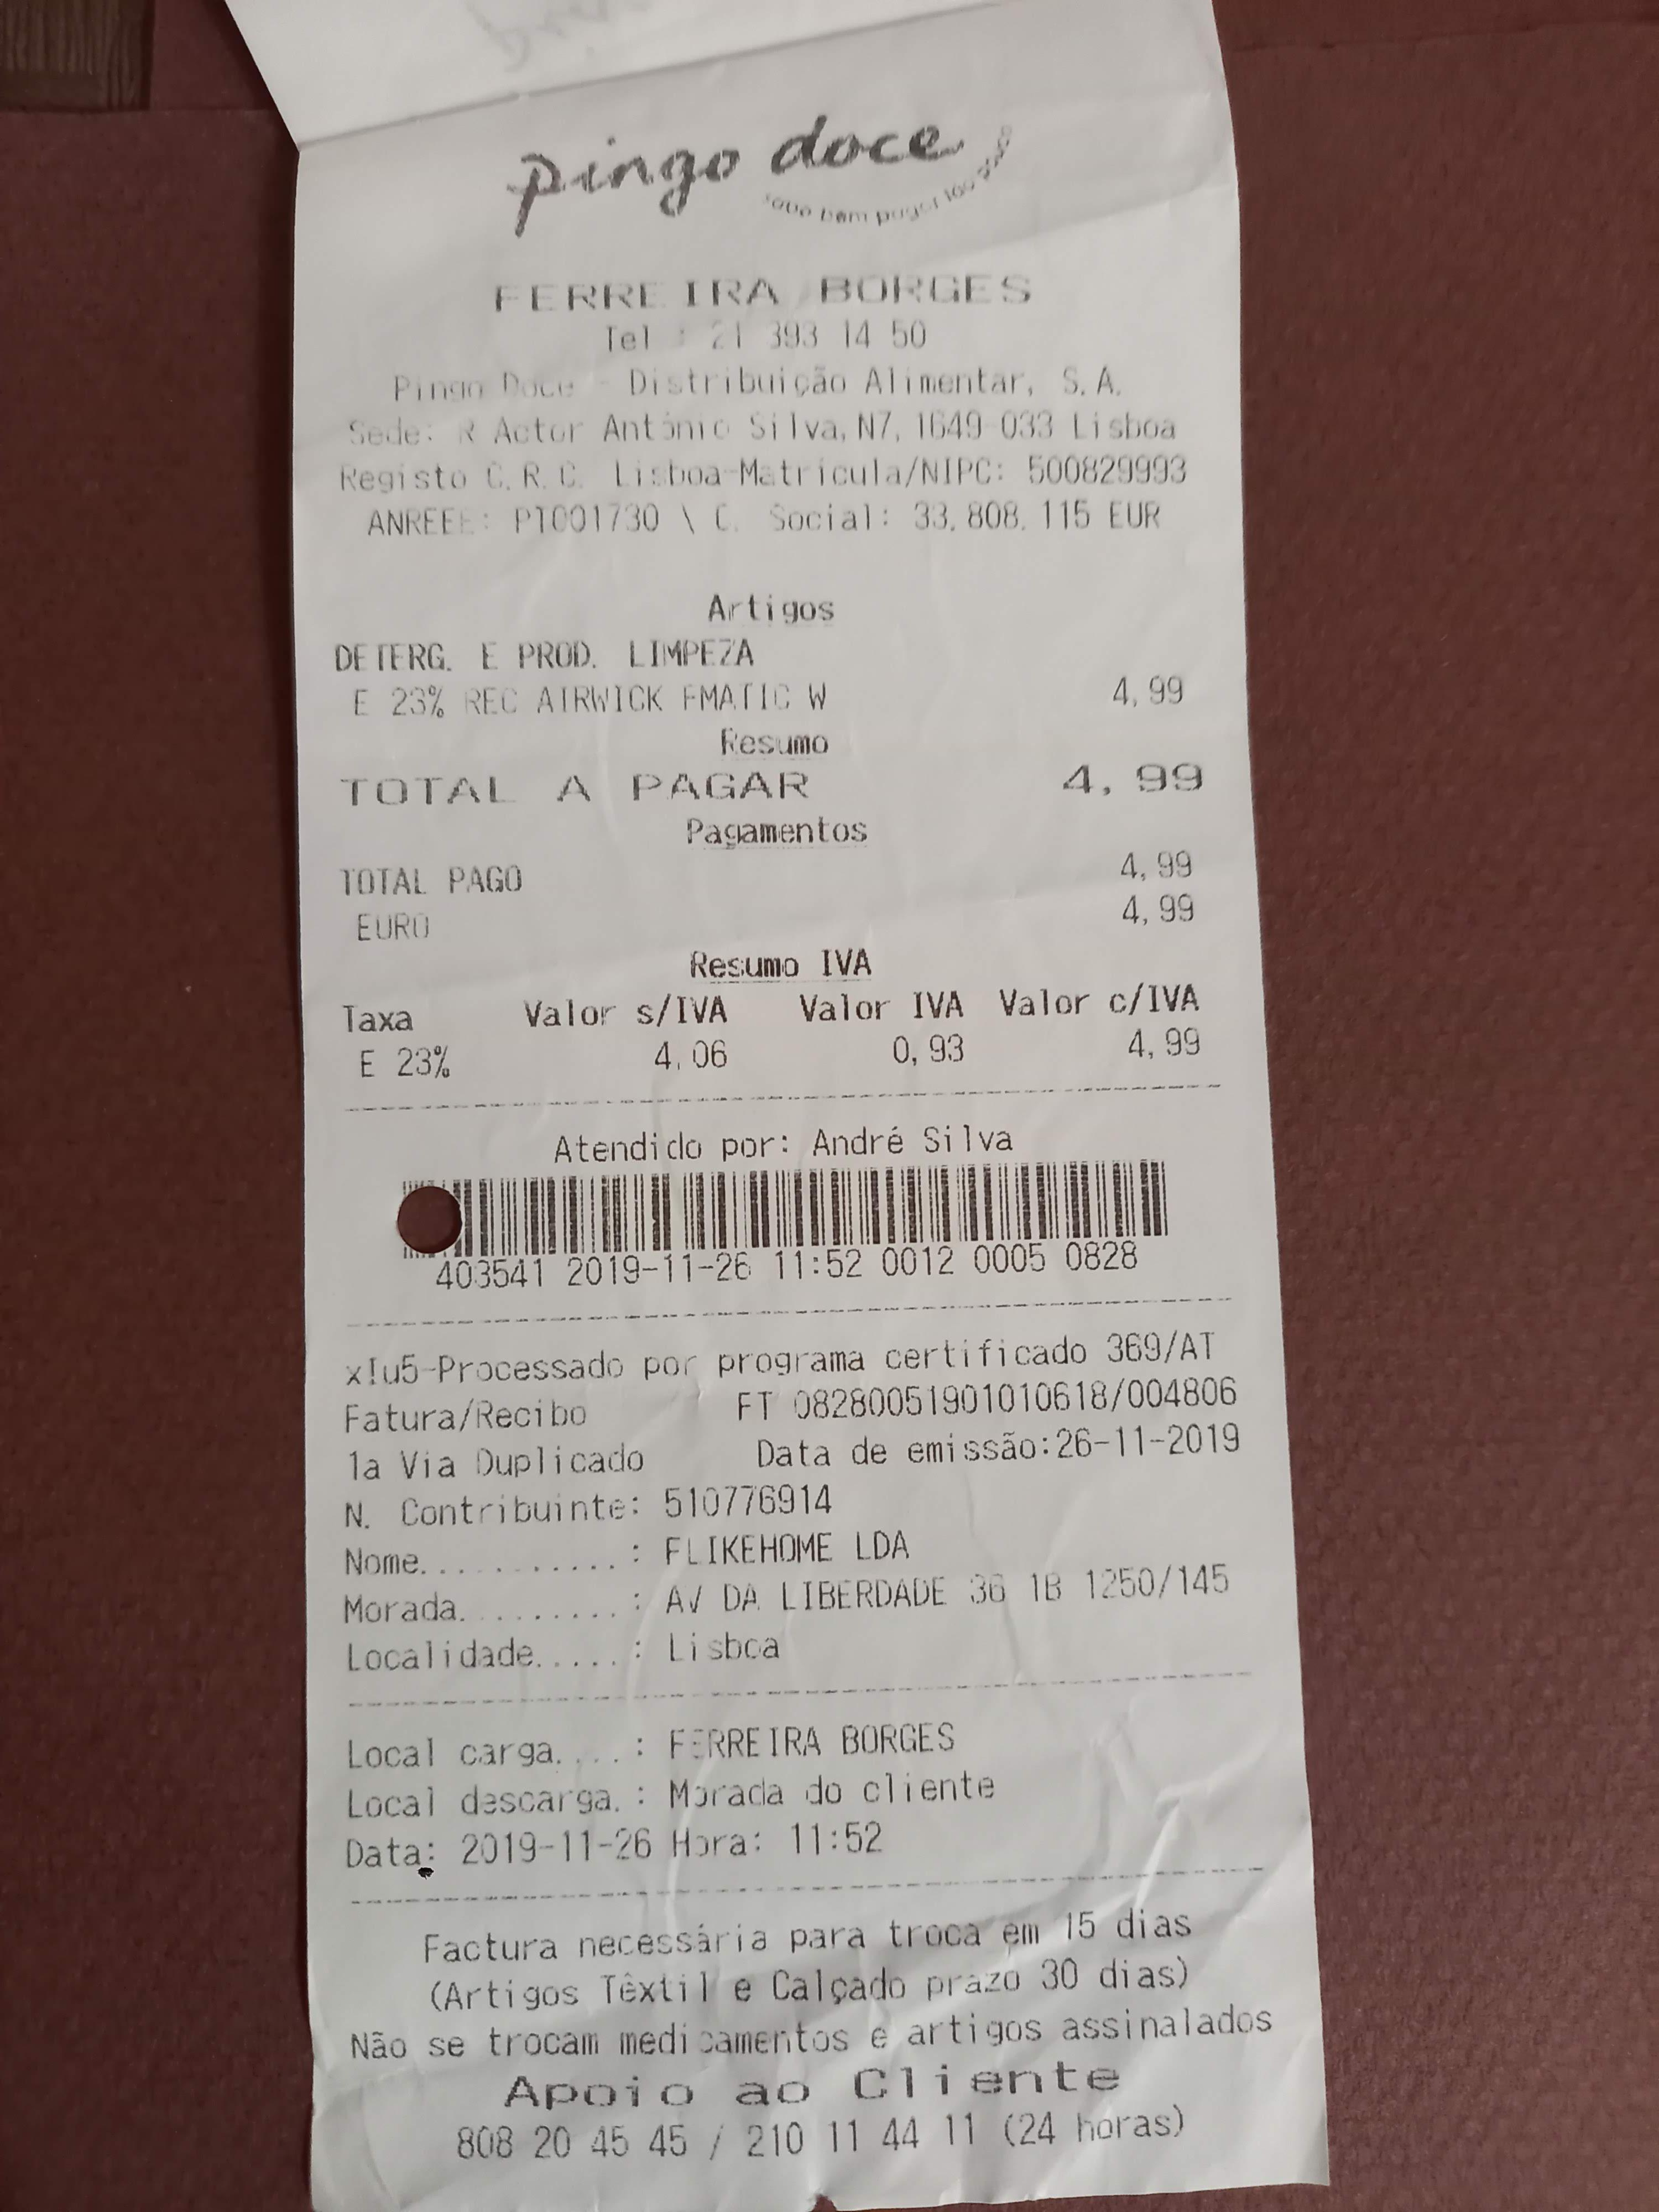 pingo doce
sabe bem pagar tão pouco
FERREIRA BORGES
Tel : 21 393 14 50
Pingo Doce - Distribuição Alimentar, S.A.
Sede: R Actor António Silva, N7, 1649-033 Lisboa
Registo C.R.C. Lisboa-Matrícula/NIPC: 500829993
ANREEE: PT001730 \ C. Social: 33.808.115 EUR
Artigos
DETERG. E PROD. LIMPEZA
E 23% REC AIRWICK FMATIC W 4,99
Resumo
TOTAL A PAGAR 4,99
Pagamentos
TOTAL PAGO 4,99
EURO 4,99
Resumo IVA
Taxa Valor s/IVA Valor IVA Valor c/IVA
E 23% 4,06 0,93 4,99
Atendido por: André Silva
403541 2019-11-26 11:52 0012 0005 0828
x!u5-Processado por programa certificado 369/AT
Fatura/Recibo FT 08280051901010618/004806
1a Via Duplicado Data de emissão:26-11-2019
N. Contribuinte: 510776914
Nome...........: FLIKEHOME LDA
Morada.........: AV DA LIBERDADE 36 1B 1250/145
Localidade.....: Lisboa
Local carga....: FERREIRA BORGES
Local descarga.: Morada do cliente
Data: 2019-11-26 Hora: 11:52
Factura necessária para troca em 15 dias
(Artigos Têxtil e Calçado prazo 30 dias)
Não se trocam medicamentos e artigos assinalados
Apoio ao Cliente
808 20 45 45 / 210 11 44 11 (24 horas)